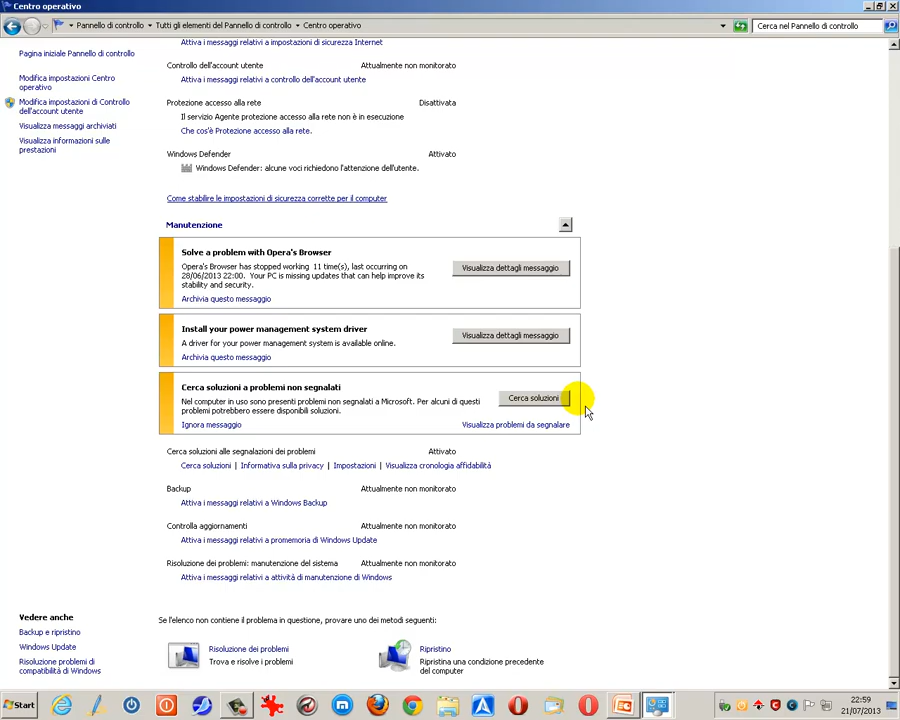 Centro operativo
Pannello di controllo Tutti gli elementi del Pannello di controllo Centro operativo
Cerca nel Pannello di controllo
Pagina iniziale Pannello di controllo
Modifica impostazioni Centro
operativo
Modifica impostazioni di Controllo
dell'account utente
Visualizza messaggi archiviati
Visualizza informazioni sulle
prestazioni
Attiva i messaggi relativi a impostazioni di sicurezza Internet
Controllo dell'account utente Attualmente non monitorato
Attiva i messaggi relativi a controllo dell'account utente
Protezione accesso alla rete Disattivata
Il servizio Agente protezione accesso alla rete non è in esecuzione
Che cos'è Protezione accesso alla rete.
Windows Defender Attivato
Windows Defender: alcune voci richiedono l'attenzione dell'utente.
Come stabilire le impostazioni di sicurezza corrette per il computer
Manutenzione
Solve a problem with Opera's Browser
Opera's Browser has stopped working 11 time(s), last occurring on
28/06/2013 22:00. Your PC is missing updates that can help improve its
stability and security.
Visualizza dettagli messaggio
Archivia questo messaggio
Install your power management system driver
A driver for your power management system is available online.
Visualizza dettagli messaggio
Archivia questo messaggio
Cerca soluzioni a problemi non segnalati
Nel computer in uso sono presenti problemi non segnalati a Microsoft. Per alcuni di questi
problemi potrebbero essere disponibili soluzioni.
Cerca soluzioni
Ignora messaggio Visualizza problemi da segnalare
Cerca soluzioni alle segnalazioni dei problemi Attivato
Cerca soluzioni | Informativa sulla privacy | Impostazioni | Visualizza cronologia affidabilità
Backup Attualmente non monitorato
Attiva i messaggi relativi a Windows Backup
Controlla aggiornamenti Attualmente non monitorato
Attiva i messaggi relativi a promemoria di Windows Update
Risoluzione dei problemi: manutenzione del sistema Attualmente non monitorato
Attiva i messaggi relativi a attività di manutenzione di Windows
Vedere anche
Backup e ripristino
Windows Update
Risoluzione problemi di
compatibilità di Windows
Se l'elenco non contiene il problema in questione, provare uno dei metodi seguenti:
Risoluzione dei problemi
Trova e risolve i problemi
Ripristino
Ripristina una condizione precedente
del computer
Start
22:59
21/07/2013